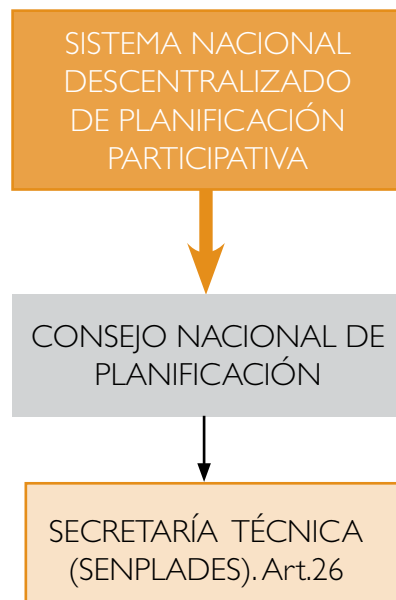 SISTEMA NACIONAL
DESCENTRALIZADO
DE PLANIFICACIÓN
PARTICIPATIVA
CONSEJO NACIONAL DE
PLANIFICACIÓN
SECRETARÍA TÉCNICA
(SENPLADES). Art.26